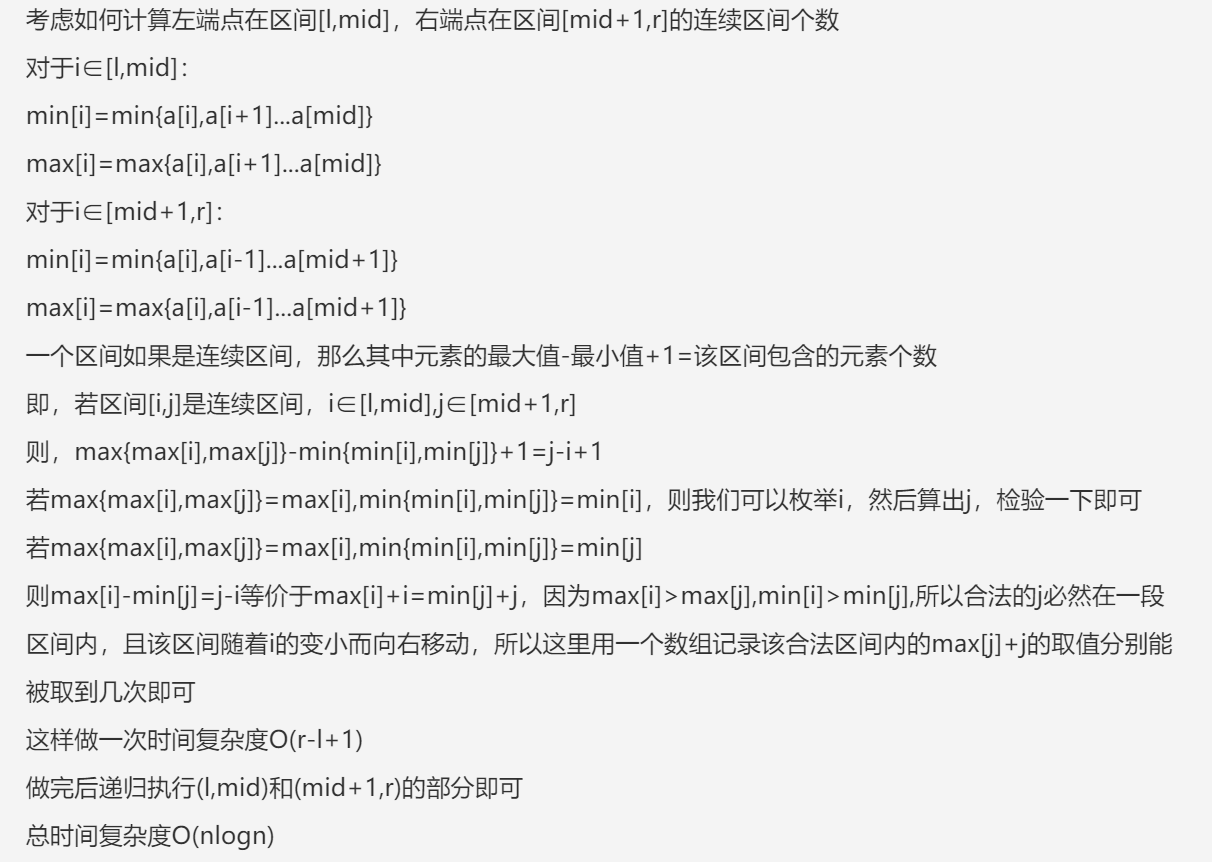 考虑如何计算左端点在区间[l,mid]，右端点在区间[mid+1,r]的连续区间个数
对于i∈[l,mid]：
min[i]=min{a[i],a[i+1]...a[mid]}
max[i]=max{a[i],a[i+1]...a[mid]}
对于i∈[mid+1,r]：
min[i]=min{a[i],a[i-1]...a[mid+1]}
max[i]=max{a[i],a[i-1]...a[mid+1]}
一个区间如果是连续区间，那么其中元素的最大值-最小值+1=该区间包含的元素个数
即，若区间[i,j]是连续区间，i∈[l,mid],j∈[mid+1,r]
则，max{max[i],max[j]}-min{min[i],min[j]}+1=j-i+1
若max{max[i],max[j]}=max[i],min{min[i],min[j]}=min[i]，则我们可以枚举i，然后算出j，检验一下即可
若max{max[i],max[j]}=max[i],min{min[i],min[j]}=min[j]
则max[i]-min[j]=j-i等价于max[i]+i=min[j]+j，因为max[i]>max[j],min[i]>min[j],所以合法的j必然在一段
区间内，且该区间随着i的变小而向右移动，所以这里用一个数组记录该合法区间内的max[j]+j的取值分别能
被取到几次即可
这样做一次时间复杂度O(r-l+1)
做完后递归执行(l,mid)和(mid+1,r)的部分即可
总时间复杂度O(nlogn)